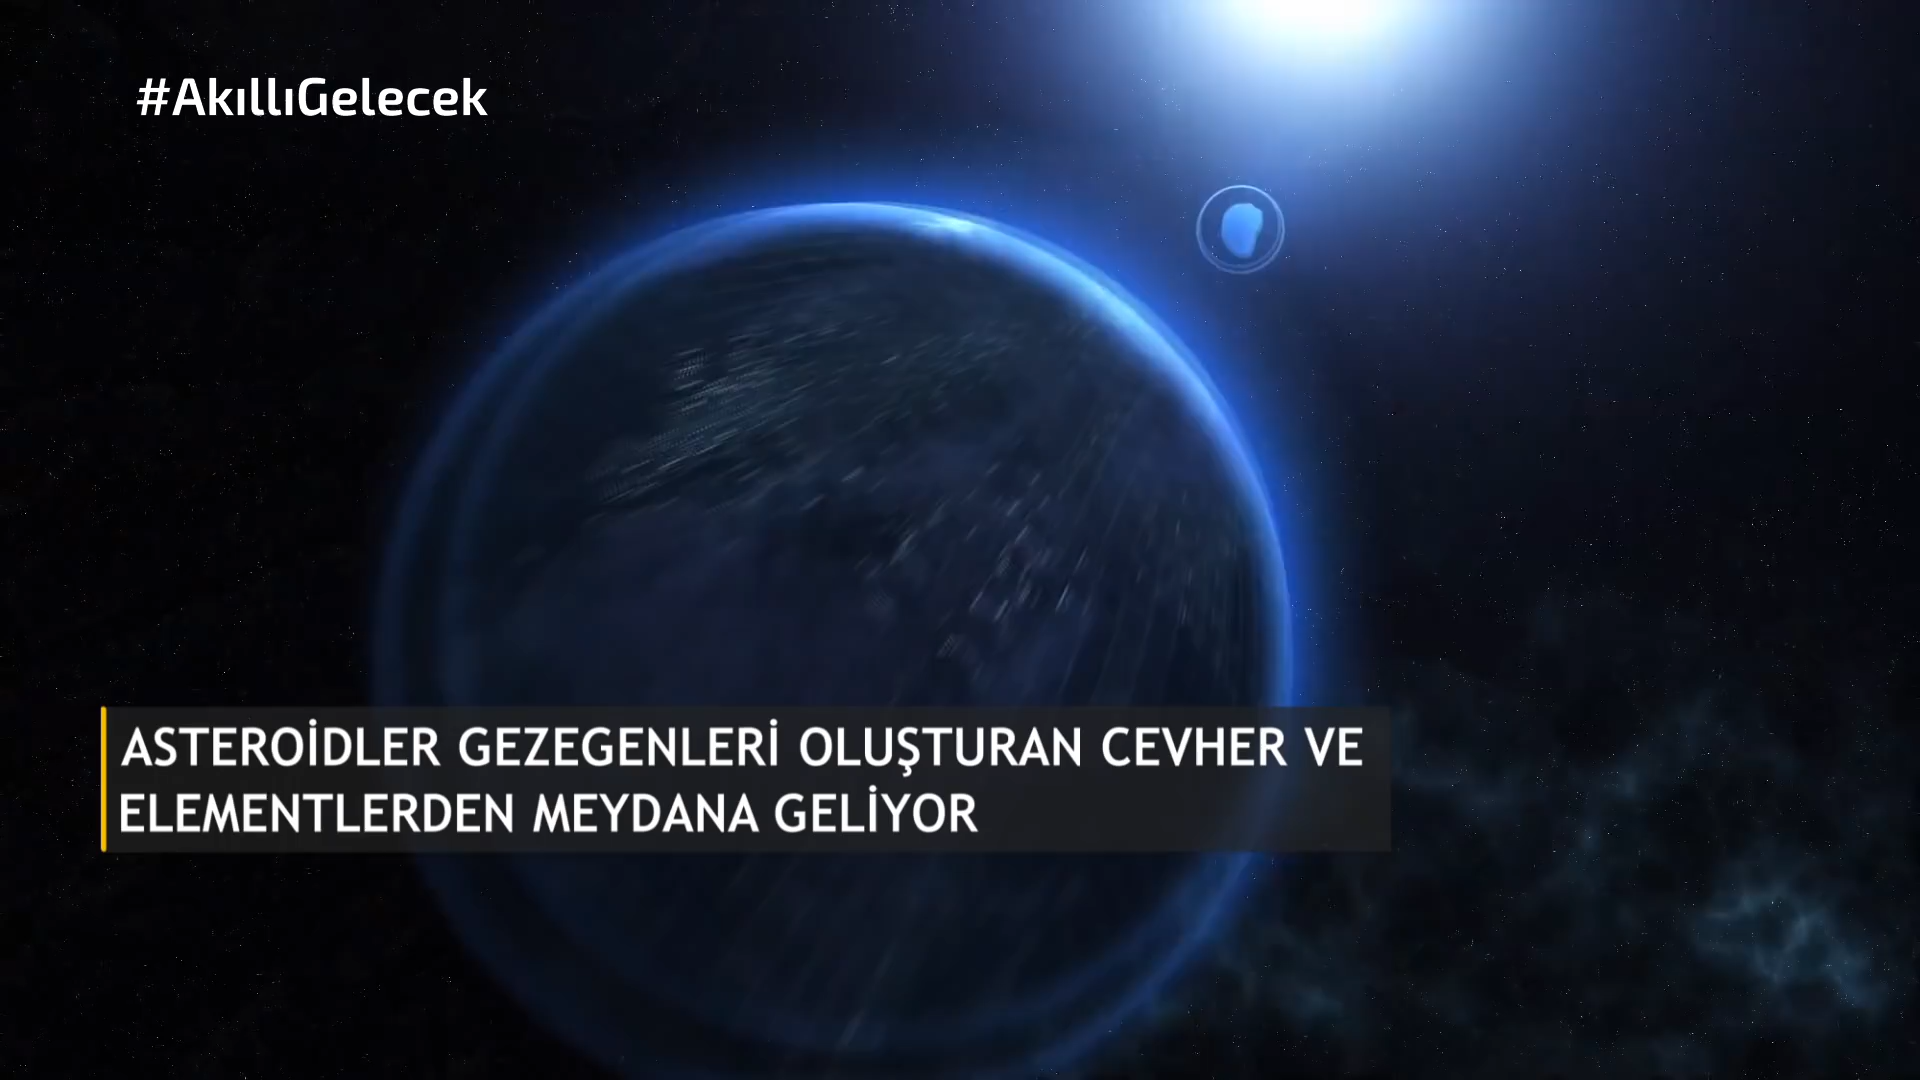 #AkıllıGelecek
ASTEROİDLER GEZEGENLERİ OLUŞTURAN CEVHER VE
ELEMENTLERDEN MEYDANA GELİYOR